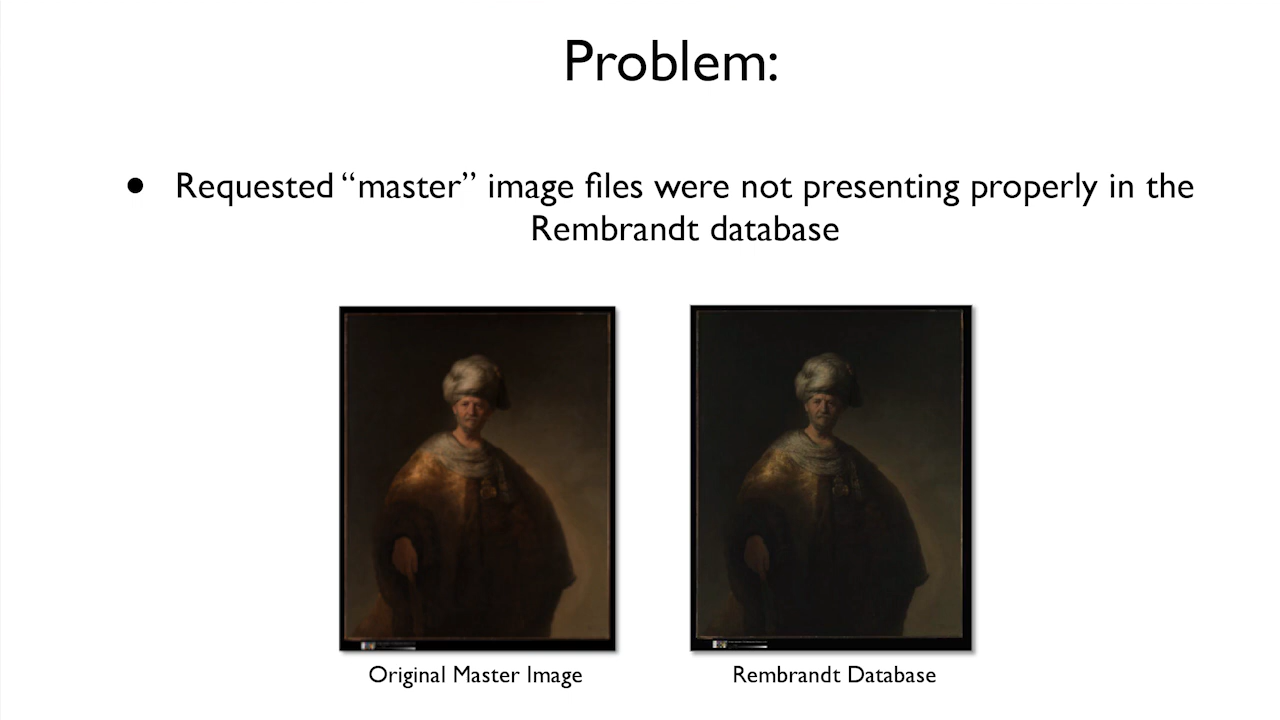 Problem:
● Requested “master” image files were not presenting properly in the
Rembrandt database
Original Master Image
Rembrandt Database